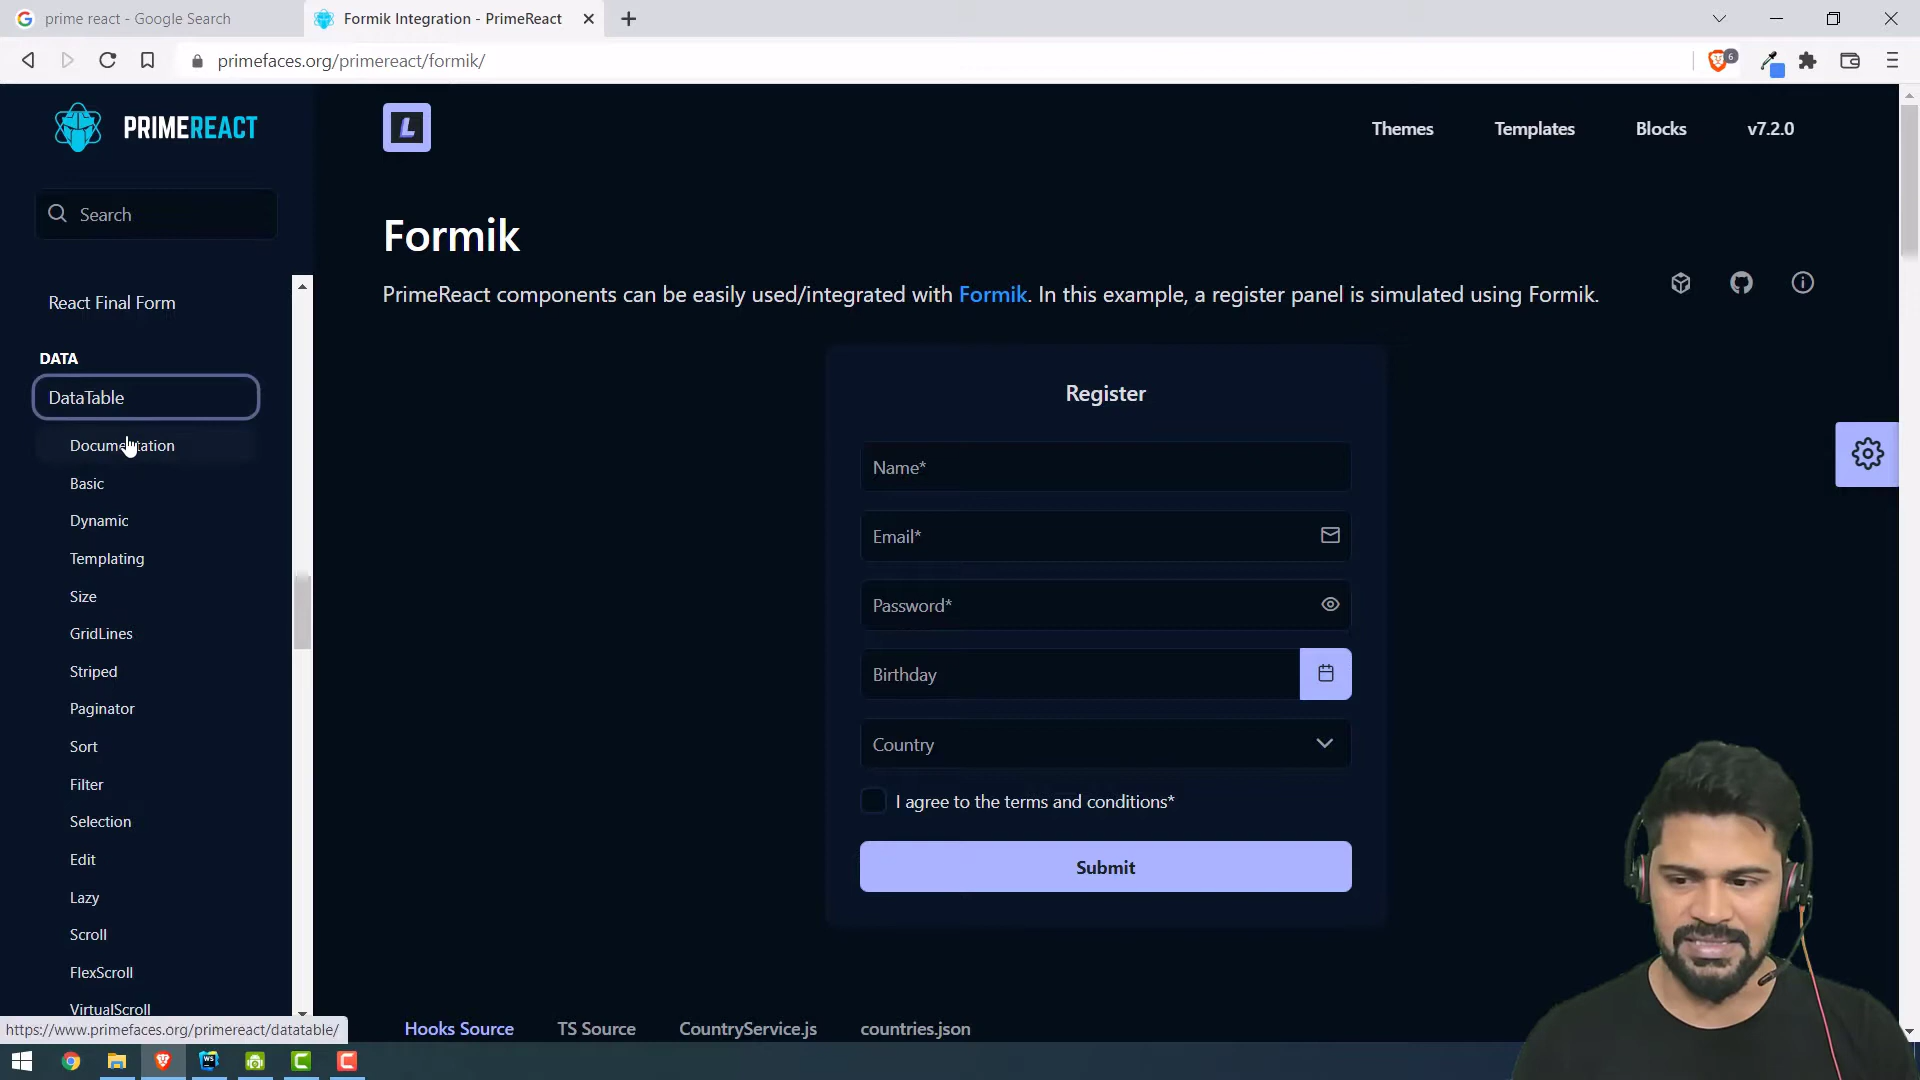 prime react - Google Search
Formik Integration - PrimeReact
primefaces.org/primereact/formik/
6
PRIMEREACT
L
Themes
Templates
Blocks
v7.2.0
Search
React Final Form
DATA
DataTable
Documentation
Basic
Dynamic
Templating
Size
GridLines
Striped
Paginator
Sort
Filter
Selection
Edit
Lazy
Scroll
FlexScroll
VirtualScroll
Formik
PrimeReact components can be easily used/integrated with Formik. In this example, a register panel is simulated using Formik.
Register
Name*
Email*
Password*
Birthday
Country
I agree to the terms and conditions*
Submit
Hooks Source
TS Source
CountryService.js
countries.json
https://www.primefaces.org/primereact/datatable/
WS